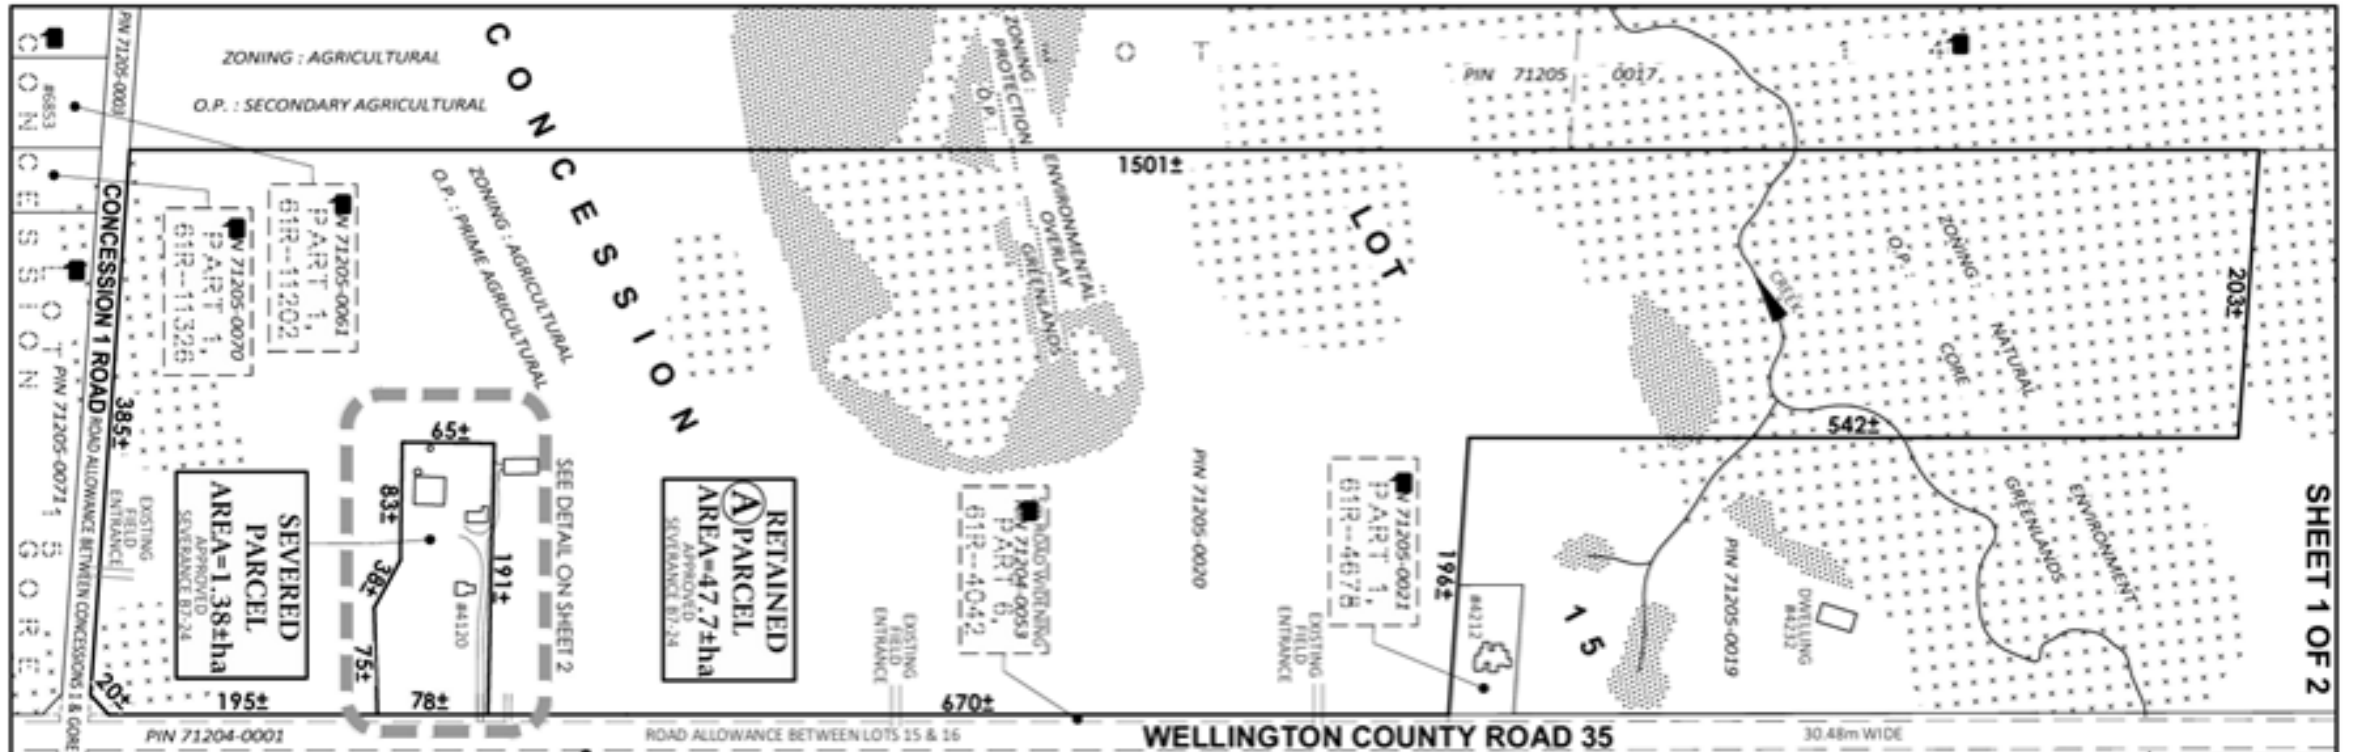 PIN 71205-0003
ZONING : AGRICULTURAL
O.P. : SECONDARY AGRICULTURAL
#6853
CONCESSION
CONCESSION 1 ROAD
ROAD ALLOWANCE BETWEEN CONCESSIONS 1 & GORE
385±
PIN 71205-0071
GORE
CONCESSION
ZONING :
PROTECTION
O.P. :
ENVIRONMENTAL
OVERLAY
GREENLANDS
1501±
PIN 71205 - 0017
71205-0061
PART 1,
61R-11202
71205-0070
PART 1,
61R-11326
ZONING : AGRICULTURAL
O.P. : PRIME AGRICULTURAL
LOT
15
CREEK
ZONING :
O.P. :
NATURAL
CORE
203±
542±
ENVIRONMENT
GREENLANDS
EXISTING
FIELD
ENTRANCE
SEVERED
PARCEL
AREA=1.38±ha
APPROVED
SEVERANCE B7-24
65±
83±
38±
75±
191±
#4120
78±
SEE DETAIL ON SHEET 2
RETAINED
A PARCEL
AREA=47.7±ha
APPROVED
SEVERANCE B7-24
EXISTING
FIELD
ENTRANCE
ROAD WIDENING
71204-0053
PART 6,
61R-4042
PIN 71205-0020
EXISTING
FIELD
ENTRANCE
71205-0021
PART 1,
61R-4678
196±
#4212
PIN 71205-0019
DWELLING
#4232
SHEET 1 OF 2
20±
195±
670±
PIN 71204-0001
ROAD ALLOWANCE BETWEEN LOTS 15 & 16
WELLINGTON COUNTY ROAD 35
30.48m WIDE